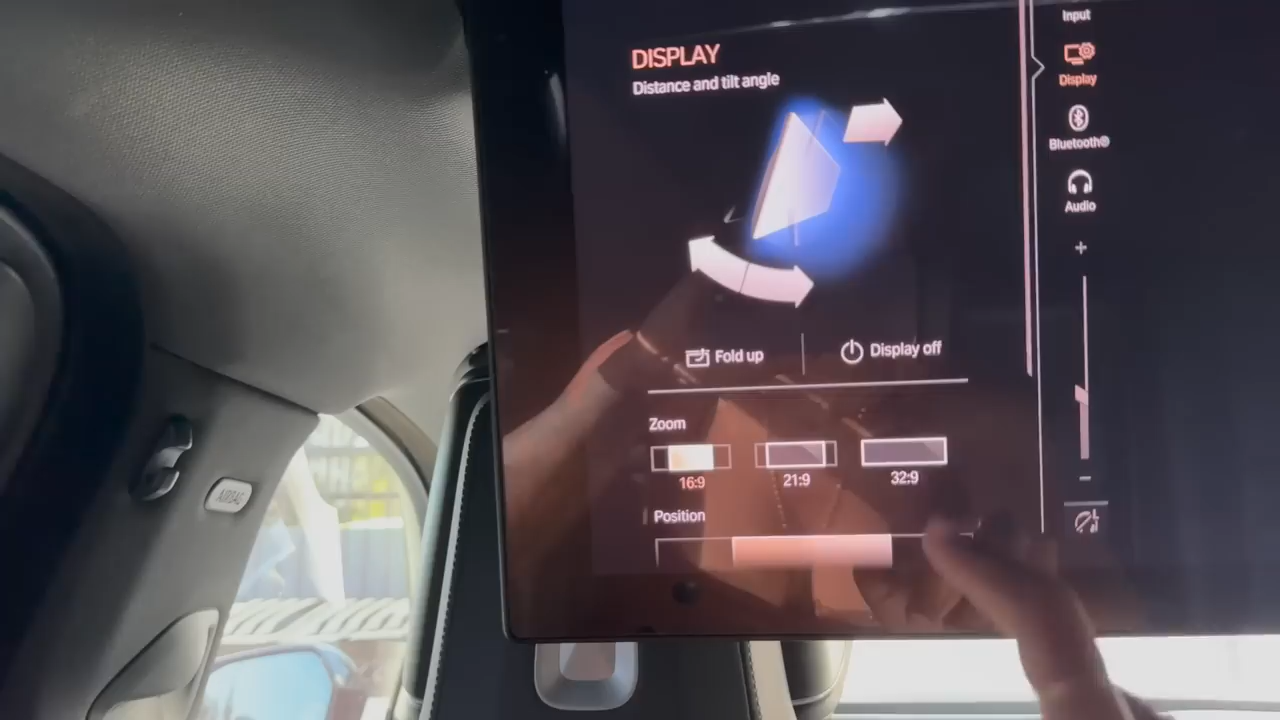 DISPLAY
Distance and tilt angle
Fold up
Display off
Zoom
16:9
21:9
32:9
Position
Input
Display
Bluetooth®
Audio
+
−
AIRBAG